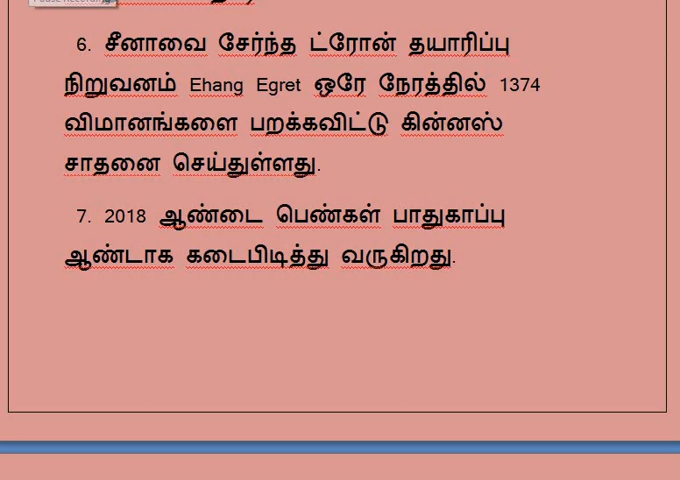 6. சீனாவை சேர்ந்த ட்ரோன் தயாரிப்பு
நிறுவனம் Ehang Egret ஒரே நேரத்தில் 1374
விமானங்களை பறக்கவிட்டு கின்னஸ்
சாதனை செய்துள்ளது.
7. 2018 ஆண்டை பெண்கள் பாதுகாப்பு
ஆண்டாக கடைபிடித்து வருகிறது.